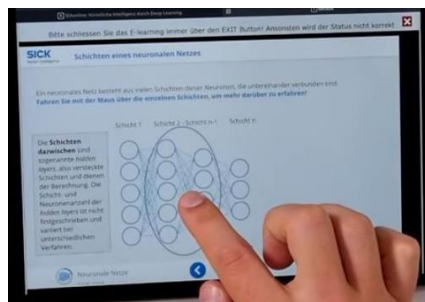 Bitte schliessen Sie das E-learning immer über den EXIT Button! Ansonsten wird der Status nicht korrekt
SICK
Schichten eines neuronalen Netzes
Ein neuronales Netz besteht aus vielen Schichten dieser Neuronen, die untereinander verbunden sind.
Fahren Sie mit der Maus über die einzelnen Schichten, um mehr darüber zu erfahren!
Schicht 1 Schicht 2 - Schicht n-1 Schicht n
Die Schichten
dazwischen sind
sogenannte hidden
layers, also versteckte
Schichten und dienen
der Berechnung. Die
Schicht- und
Neuronenanzahl der
hidden layers ist nicht
festgeschrieben und
variiert bei
unterschiedlichen
Verfahren.
Neuronale Netze